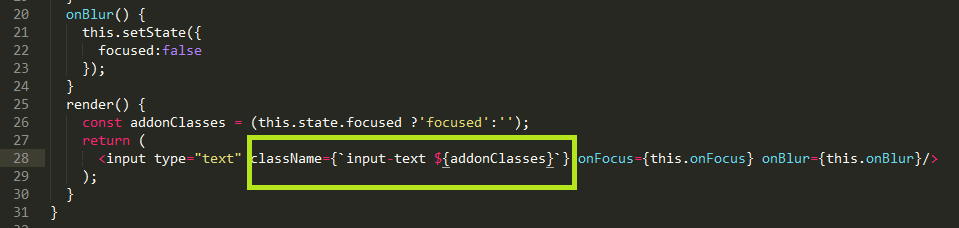 20 onBlur() {
21 this.setState({
22 focused:false
23 });
24 }
25 render() {
26 const addonClasses = (this.state.focused ?'focused':'');
27 return (
28 <input type="text" className={`input-text ${addonClasses}`} onFocus={this.onFocus} onBlur={this.onBlur}/>
29 );
30 }
31 }